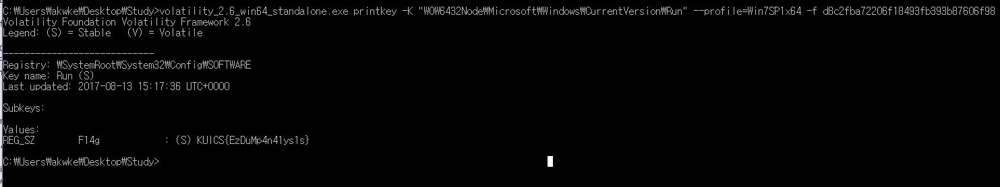 C:₩Users₩akwke₩Desktop₩Study>volatility_2.6_win64_standalone.exe printkey -K "WOW6432Node₩Microsoft₩Windows₩CurrentVersion₩Run" --profile=Win7SP1x64 -f d8c2fba72206f18493fb393b87606f98
Volatility Foundation Volatility Framework 2.6
Legend: (S) = Stable   (V) = Volatile

----------------------------
Registry: ₩SystemRoot₩System32₩Config₩SOFTWARE
Key name: Run (S)
Last updated: 2017-08-13 15:17:36 UTC+0000

Subkeys:

Values:
REG_SZ        F14g            : (S) KUICS{EzDuMp4n41ys1s}

C:₩Users₩akwke₩Desktop₩Study>